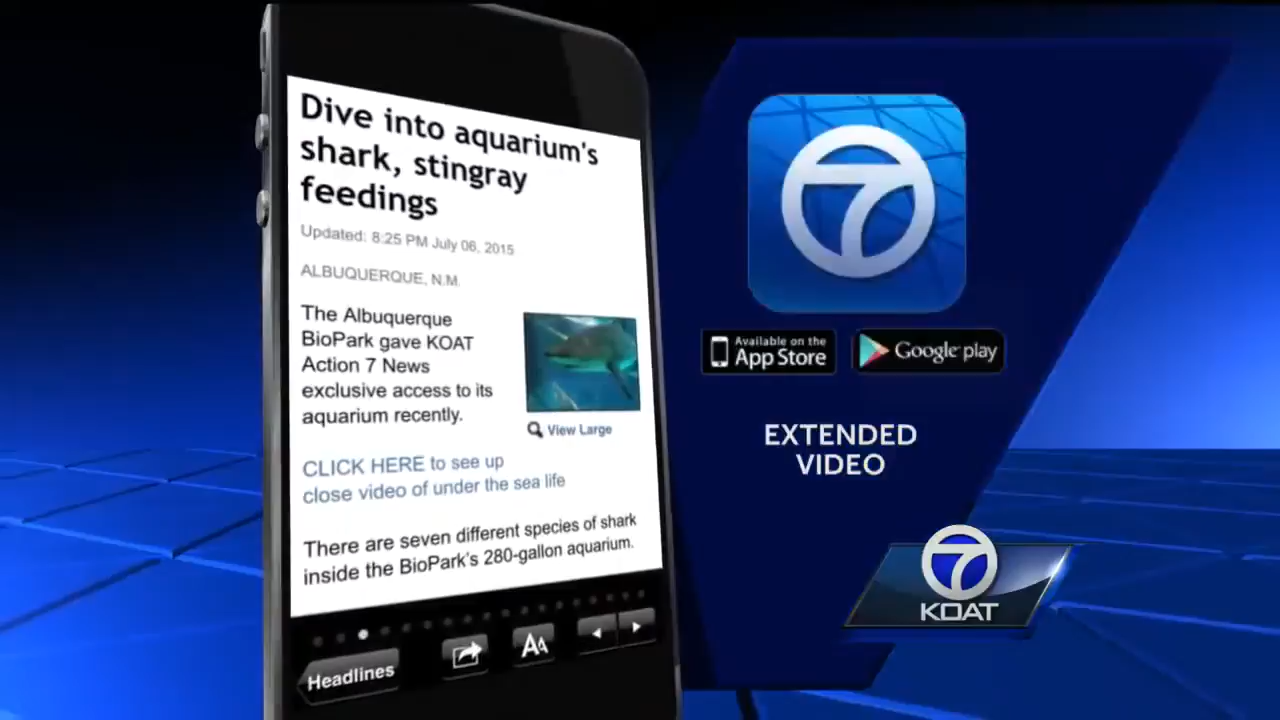 Dive into aquarium's
shark, stingray
feedings
Updated: 8:25 PM July 06, 2015
ALBUQUERQUE, N.M.
The Albuquerque
BioPark gave KOAT
Action 7 News
exclusive access to its
aquarium recently.
View Large
CLICK HERE to see up
close video of under the sea life
There are seven different species of shark
inside the BioPark's 280-gallon aquarium.
Headlines
AA
7
Available on the
App Store
Google play
EXTENDED
VIDEO
7
KOAT